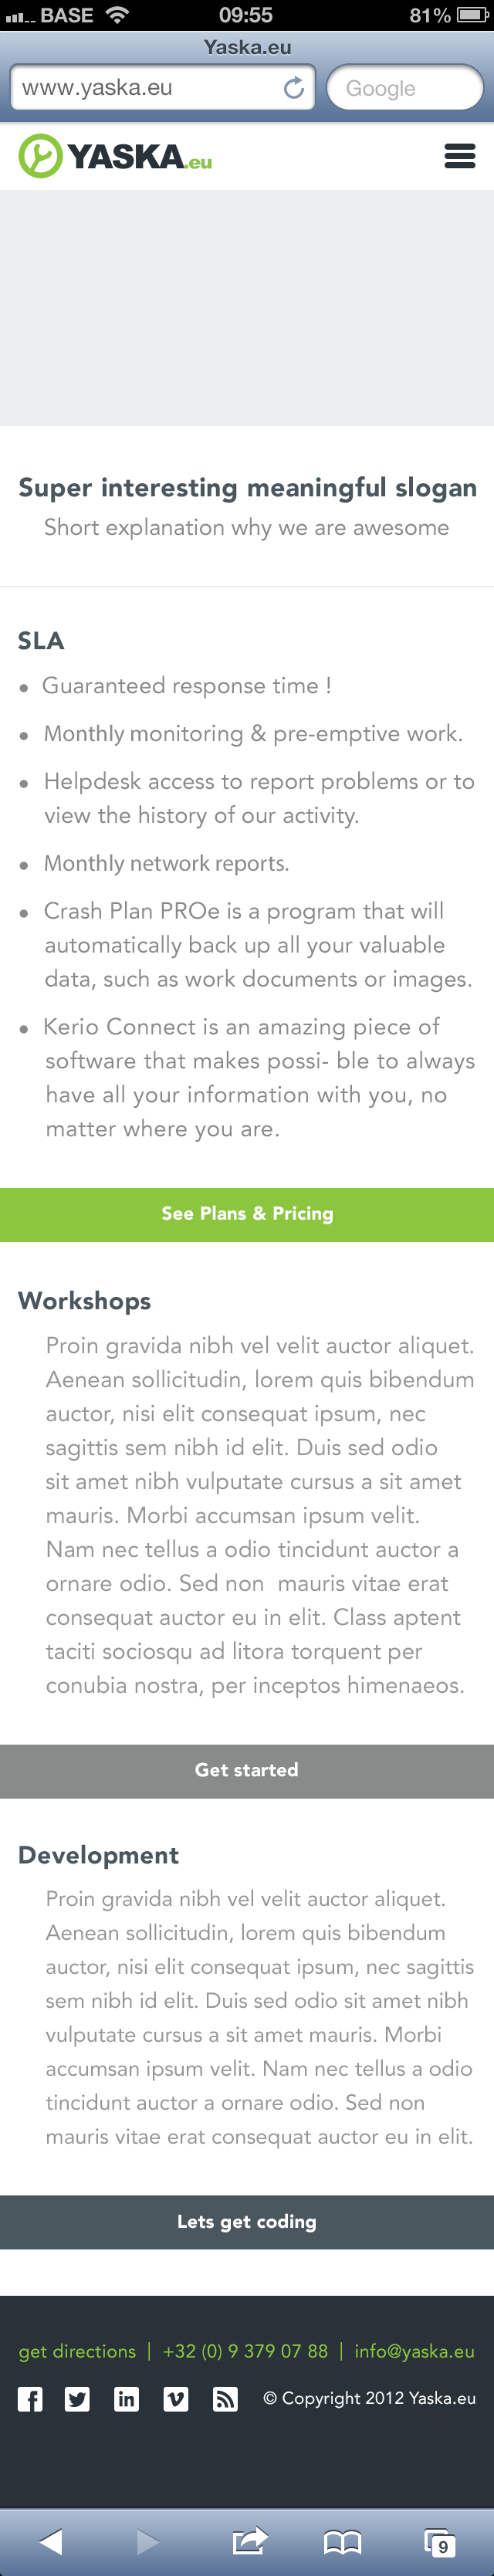 BASE 09:55 81%
Yaska.eu
www.yaska.eu Google
YASKA.eu
Super interesting meaningful slogan
Short explanation why we are awesome
SLA
• Guaranteed response time !
• Monthly monitoring & pre-emptive work.
• Helpdesk access to report problems or to
view the history of our activity.
• Monthly network reports.
• Crash Plan PROe is a program that will
automatically back up all your valuable
data, such as work documents or images.
• Kerio Connect is an amazing piece of
software that makes possi- ble to always
have all your information with you, no
matter where you are.
See Plans & Pricing
Workshops
Proin gravida nibh vel velit auctor aliquet.
Aenean sollicitudin, lorem quis bibendum
auctor, nisi elit consequat ipsum, nec
sagittis sem nibh id elit. Duis sed odio
sit amet nibh vulputate cursus a sit amet
mauris. Morbi accumsan ipsum velit.
Nam nec tellus a odio tincidunt auctor a
ornare odio. Sed non  mauris vitae erat
consequat auctor eu in elit. Class aptent
taciti sociosqu ad litora torquent per
conubia nostra, per inceptos himenaeos.
Get started
Development
Proin gravida nibh vel velit auctor aliquet.
Aenean sollicitudin, lorem quis bibendum
auctor, nisi elit consequat ipsum, nec sagittis
sem nibh id elit. Duis sed odio sit amet nibh
vulputate cursus a sit amet mauris. Morbi
accumsan ipsum velit. Nam nec tellus a odio
tincidunt auctor a ornare odio. Sed non
mauris vitae erat consequat auctor eu in elit.
Lets get coding
get directions | +32 (0) 9 379 07 88 | info@yaska.eu
© Copyright 2012 Yaska.eu
9